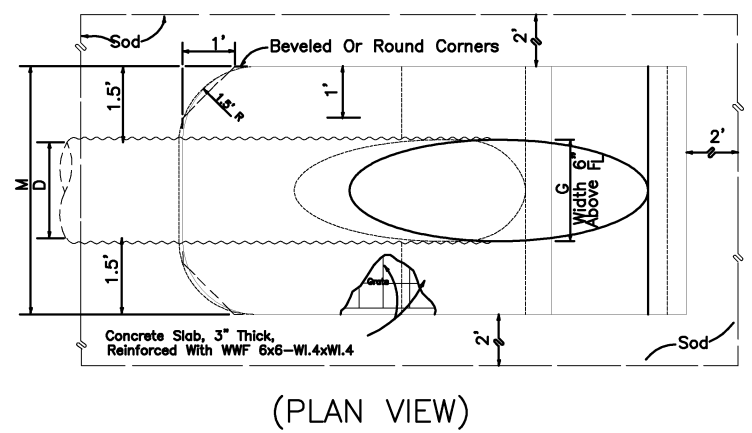 Sod
1'
Beveled Or Round Corners
2'
1.5'
1.5' R
1'
2'
M
D
G
Width 6"
Above FL
1.5'
Grate
Concrete Slab, 3" Thick,
Reinforced With WWF 6x6-W1.4xW1.4
2'
Sod
(PLAN VIEW)